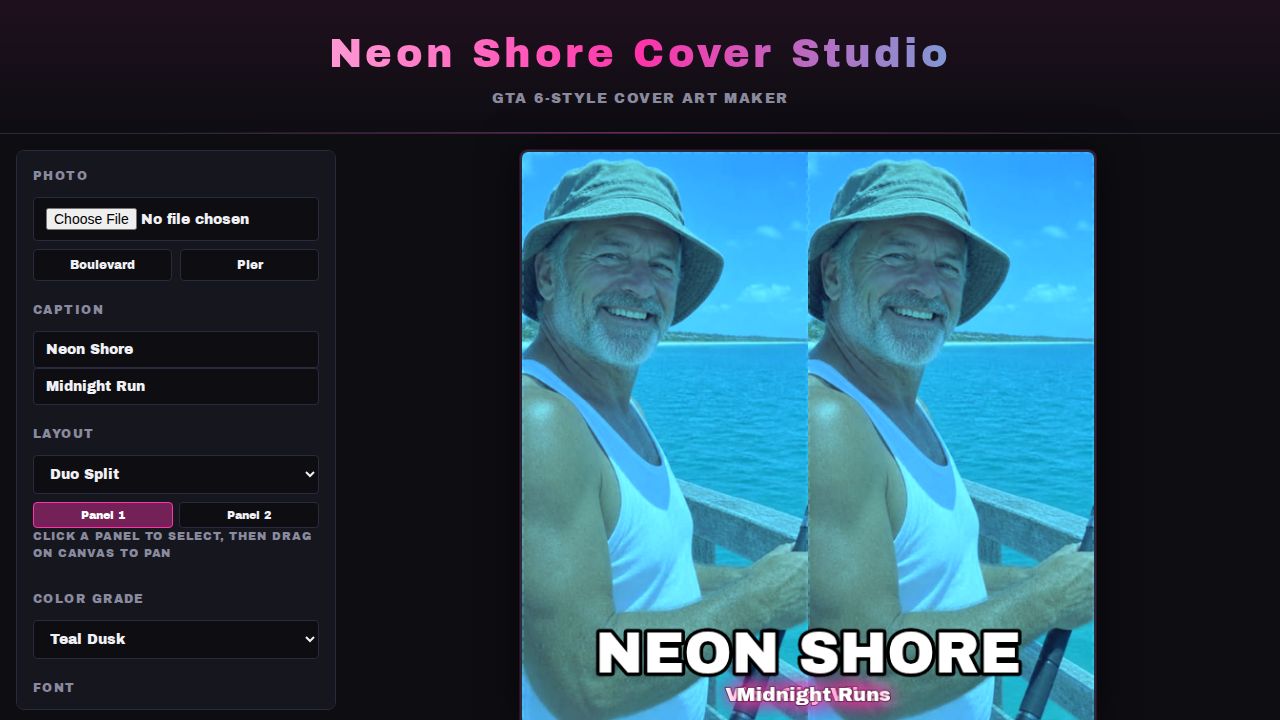 Neon Shore Cover Studio
GTA 6-STYLE COVER ART MAKER
PHOTO
Choose File No file chosen
Boulevard
Pier
CAPTION
Neon Shore
Midnight Run
LAYOUT
Duo Split
Panel 1
Panel 2
CLICK A PANEL TO SELECT, THEN DRAG
ON CANVAS TO PAN
COLOR GRADE
Teal Dusk
FONT
NEON SHORE
Midnight Runs